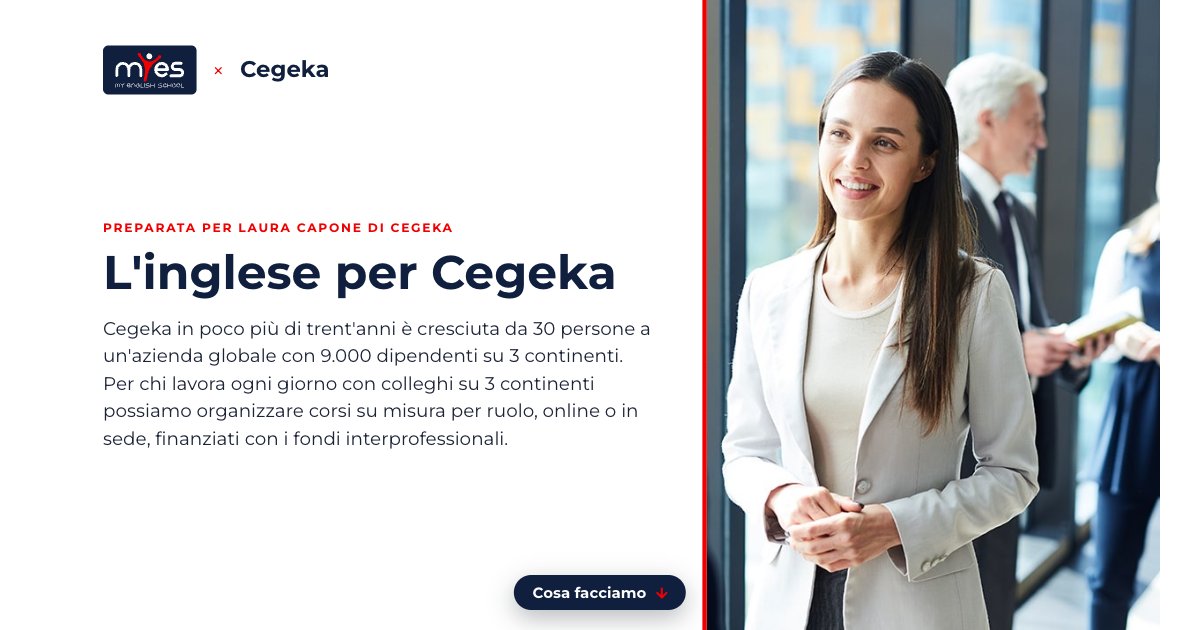 myes
MY ENGLISH SCHOOL
× Cegeka
PREPARATA PER LAURA CAPONE DI CEGEKA
L'inglese per Cegeka
Cegeka in poco più di trent'anni è cresciuta da 30 persone a
un'azienda globale con 9.000 dipendenti su 3 continenti.
Per chi lavora ogni giorno con colleghi su 3 continenti
possiamo organizzare corsi su misura per ruolo, online o in
sede, finanziati con i fondi interprofessionali.
Cosa facciamo ↓